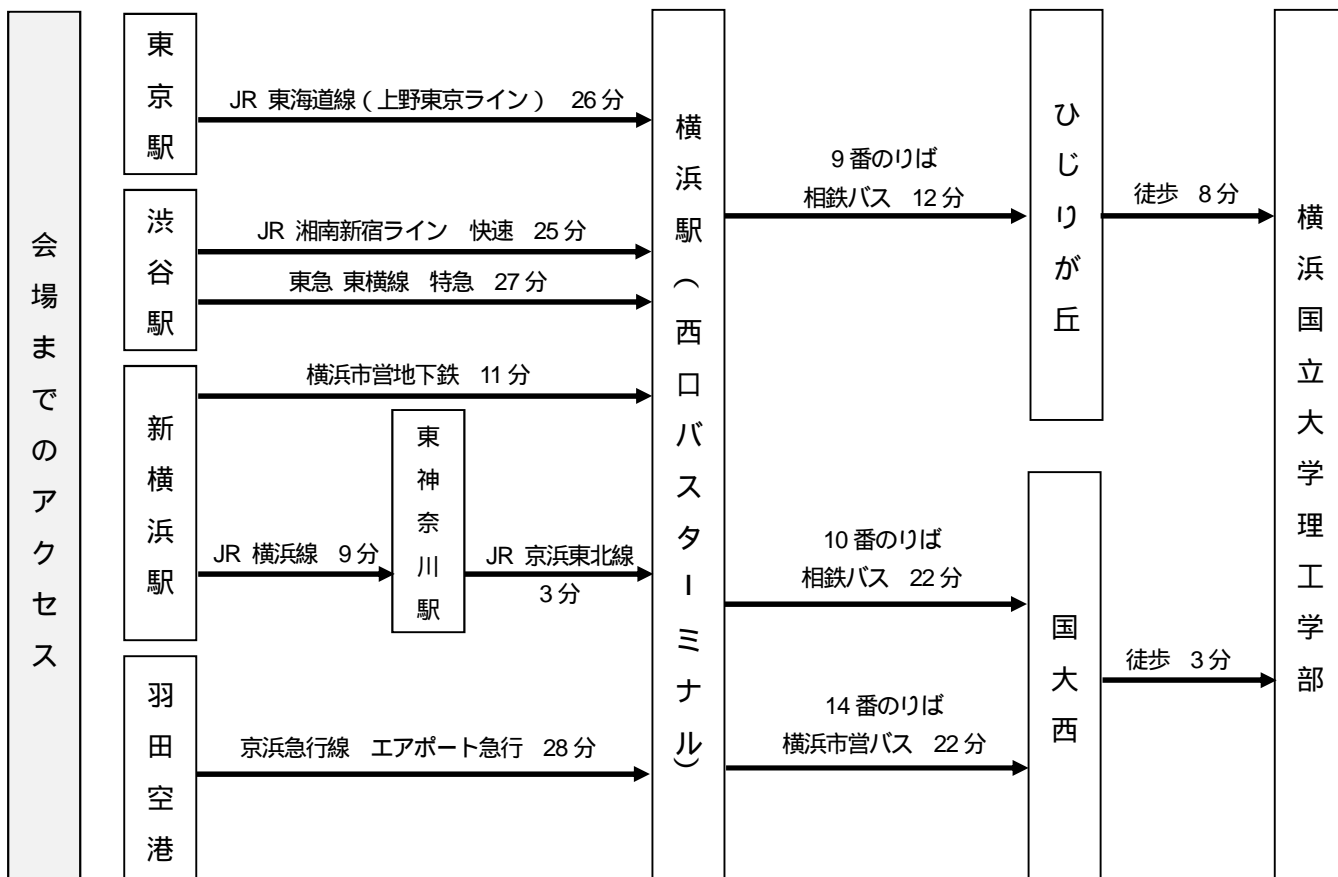 会場までのアクセス
東京駅
JR 東海道線(上野東京ライン) 26分
渋谷駅
JR 湘南新宿ライン 快速 25分
東急 東横線 特急 27分
新横浜駅
横浜市営地下鉄 11分
JR 横浜線 9分
東神奈川駅
JR 京浜東北線
3分
羽田空港
京浜急行線 エアポート急行 28分
横浜駅(西口バスターミナル)
9番のりば
相鉄バス 12分
ひじりが丘
徒歩 8分
10番のりば
相鉄バス 22分
14番のりば
横浜市営バス 22分
国大西
徒歩 3分
横浜国立大学理工学部